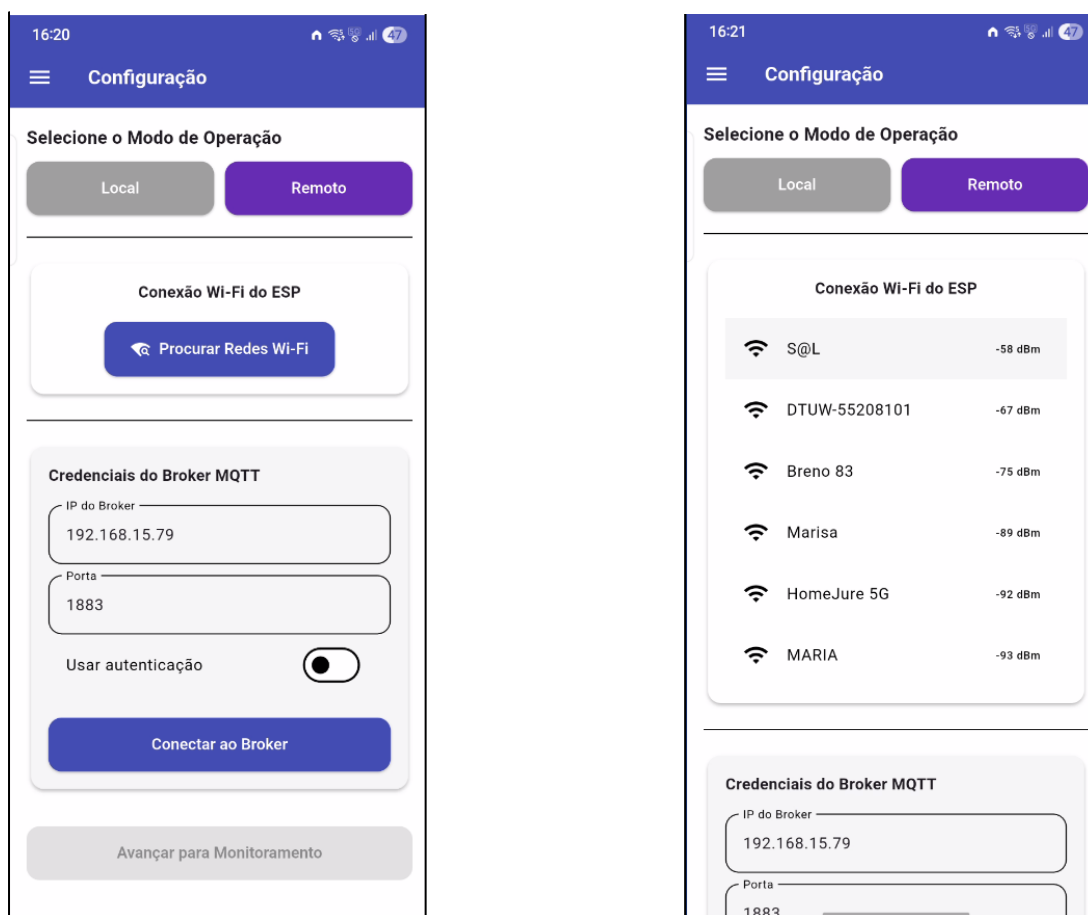 16:20
47
Configuração
Selecione o Modo de Operação
Local
Remoto
Conexão Wi-Fi do ESP
Procurar Redes Wi-Fi
Credenciais do Broker MQTT
IP do Broker
192.168.15.79
Porta
1883
Usar autenticação
Conectar ao Broker
Avançar para Monitoramento
16:21
47
Configuração
Selecione o Modo de Operação
Local
Remoto
Conexão Wi-Fi do ESP
S@L -58 dBm
DTUW-55208101 -67 dBm
Breno 83 -75 dBm
Marisa -89 dBm
HomeJure 5G -92 dBm
MARIA -93 dBm
Credenciais do Broker MQTT
IP do Broker
192.168.15.79
Porta
1883